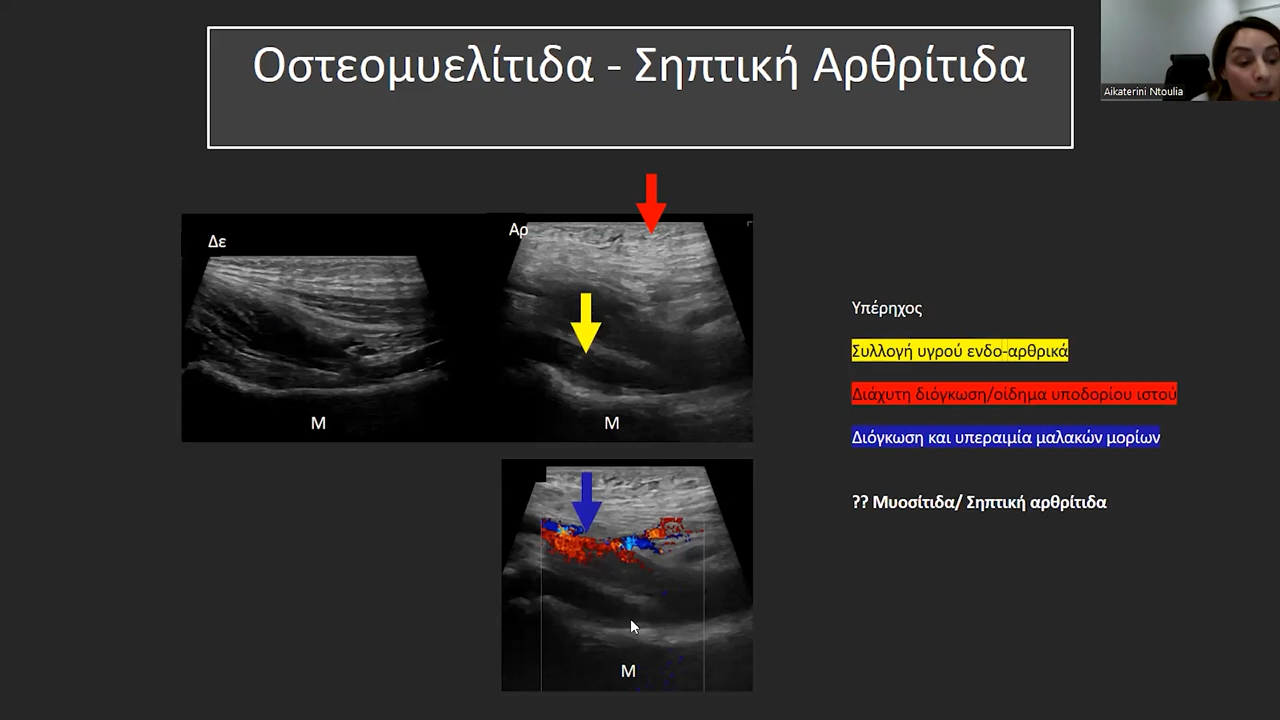 Οστεομυελίτιδα - Σηπτική Αρθρίτιδα
Aikaterini Ntoulia
Δε
Αρ
Μ
Μ
Μ
Υπέρηχος
Συλλογή υγρού ενδο-αρθρικά
Διάχυτη διόγκωση/οίδημα υποδορίου ιστού
Διόγκωση και υπεραιμία μαλακών μορίων
?? Μυοσίτιδα/ Σηπτική αρθρίτιδα